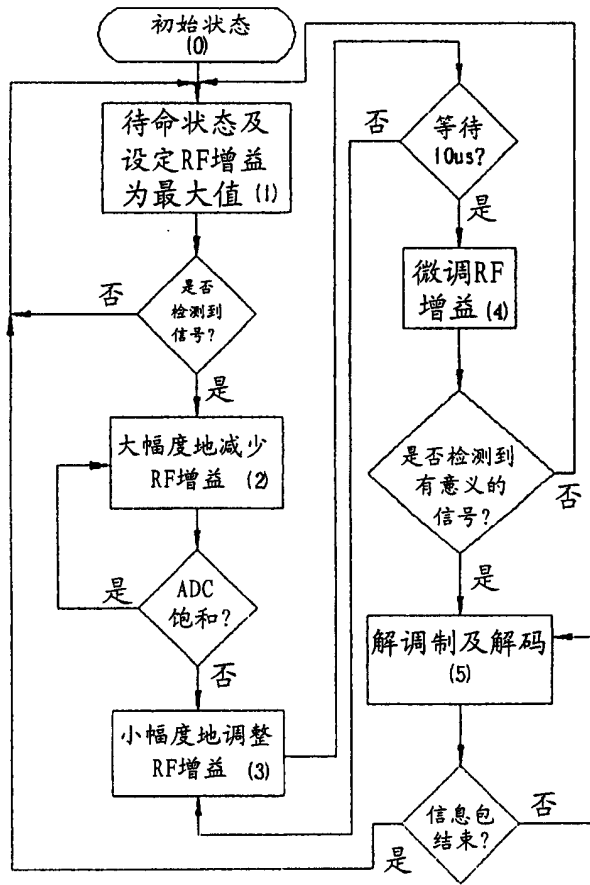 初始状态
(0)
待命状态及
设定RF增益
为最大值(1)
否
是否
检测到
信号?
是
大幅度地减少
RF增益 (2)
是
ADC
饱和?
否
小幅度地调整
RF增益 (3)
否
等待
10us?
是
微调RF
增益(4)
是否检测到
有意义的
信号?
否
是
解调制及解码
(5)
信息包
结束?
否
是